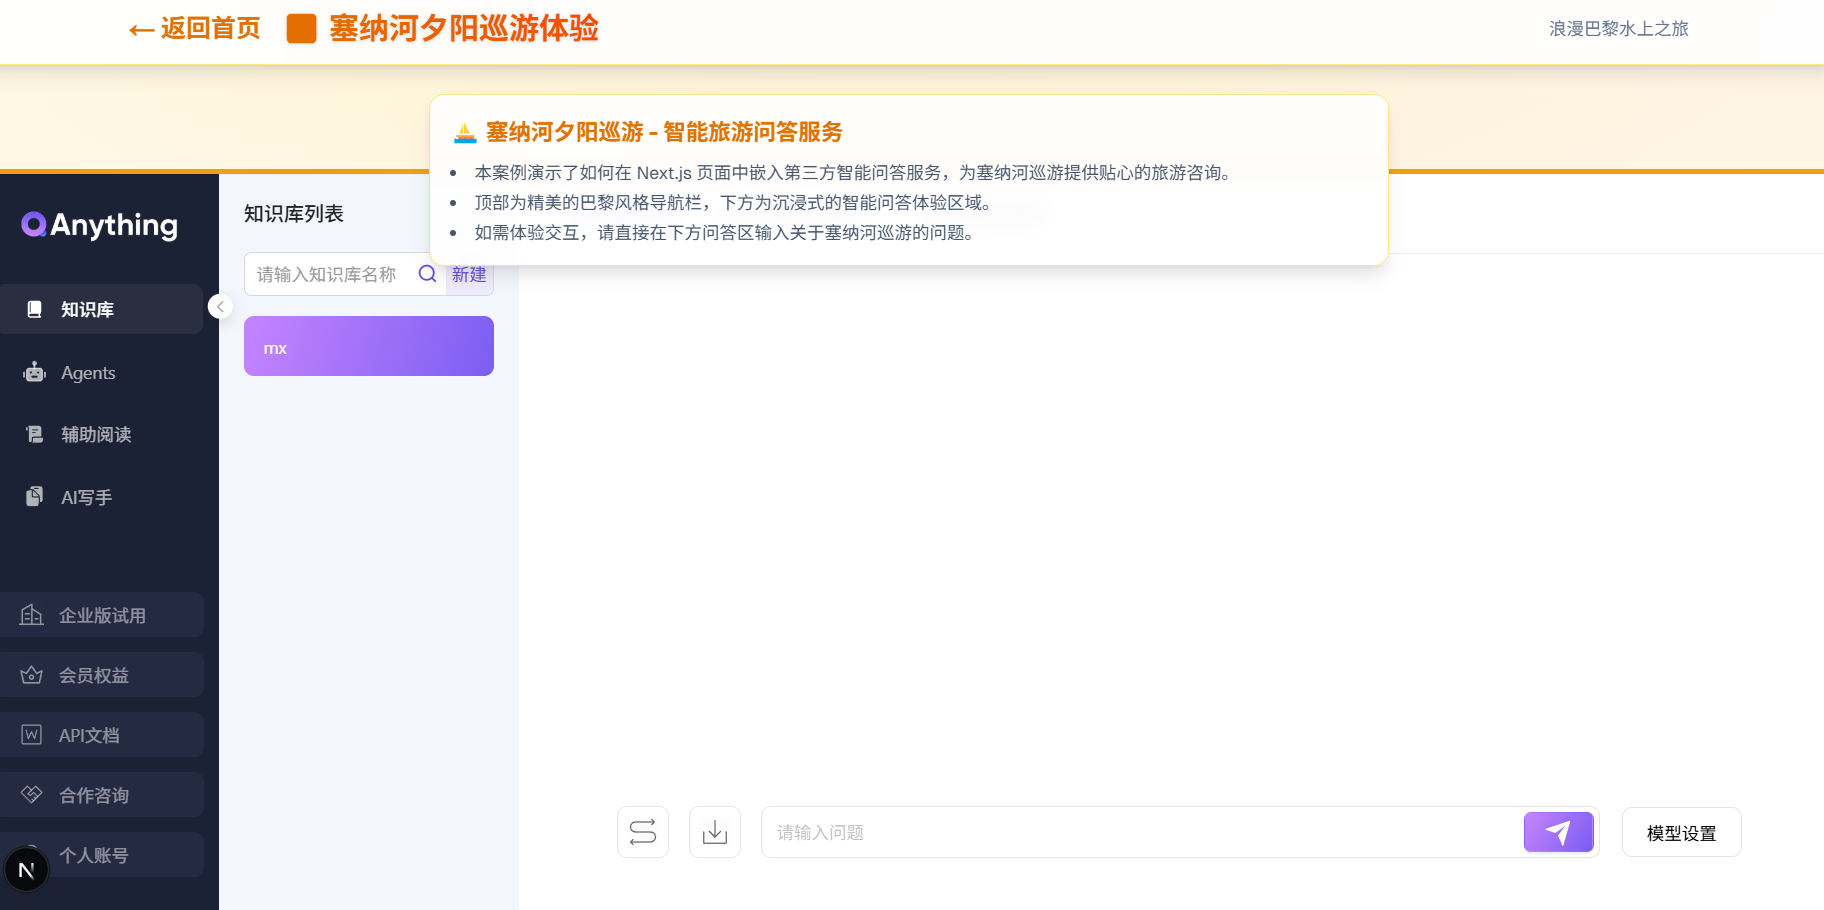 ←返回首页
塞纳河夕阳巡游体验
浪漫巴黎水上之旅
塞纳河夕阳巡游 - 智能旅游问答服务
本案例演示了如何在 Next.js 页面中嵌入第三方智能问答服务，为塞纳河巡游提供贴心的旅游咨询。
顶部为精美的巴黎风格导航栏，下方为沉浸式的智能问答体验区域。
如需体验交互，请直接在下方问答区输入关于塞纳河巡游的问题。
QAnything
知识库
Agents
辅助阅读
AI写手
企业版试用
会员权益
API文档
合作咨询
个人账号
N
知识库列表
请输入知识库名称
新建
mx
请输入问题
模型设置